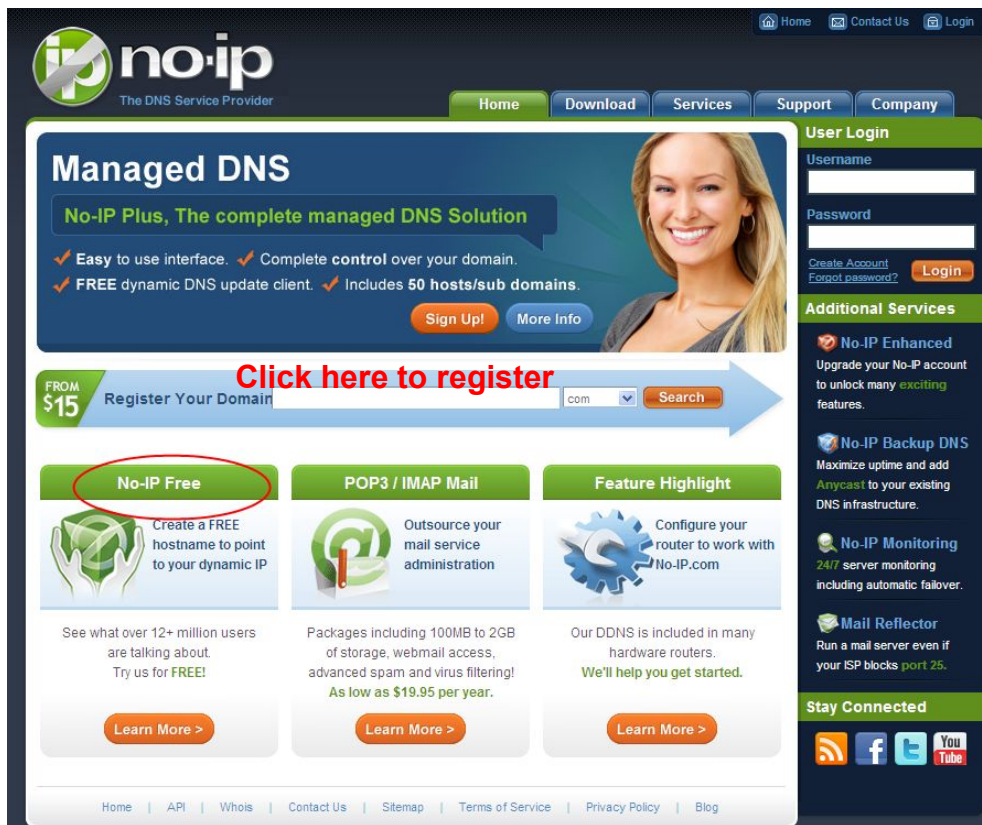 Home Contact Us Login
ip no·ip
The DNS Service Provider
Home Download Services Support Company
Managed DNS
No-IP Plus, The complete managed DNS Solution
Easy to use interface. Complete control over your domain.
FREE dynamic DNS update client. Includes 50 hosts/sub domains.
Sign Up! More Info
Click here to register
FROM
$15
Register Your Domain com Search
No-IP Free
Create a FREE
hostname to point
to your dynamic IP
See what over 12+ million users
are talking about.
Try us for FREE!
Learn More >
POP3 / IMAP Mail
Outsource your
mail service
administration
Packages including 100MB to 2GB
of storage, webmail access,
advanced spam and virus filtering!
As low as $19.95 per year.
Learn More >
Feature Highlight
Configure your
router to work with
No-IP.com
Our DDNS is included in many
hardware routers.
We'll help you get started.
Learn More >
User Login
Username
Password
Create Account
Forgot password?
Login
Additional Services
No-IP Enhanced
Upgrade your No-IP account
to unlock many exciting
features.
No-IP Backup DNS
Maximize uptime and add
Anycast to your existing
DNS infrastructure.
No-IP Monitoring
24/7 server monitoring
including automatic failover.
Mail Reflector
Run a mail server even if
your ISP blocks port 25.
Stay Connected
f t You
Tube
Home | API | Whois | Contact Us | Sitemap | Terms of Service | Privacy Policy | Blog